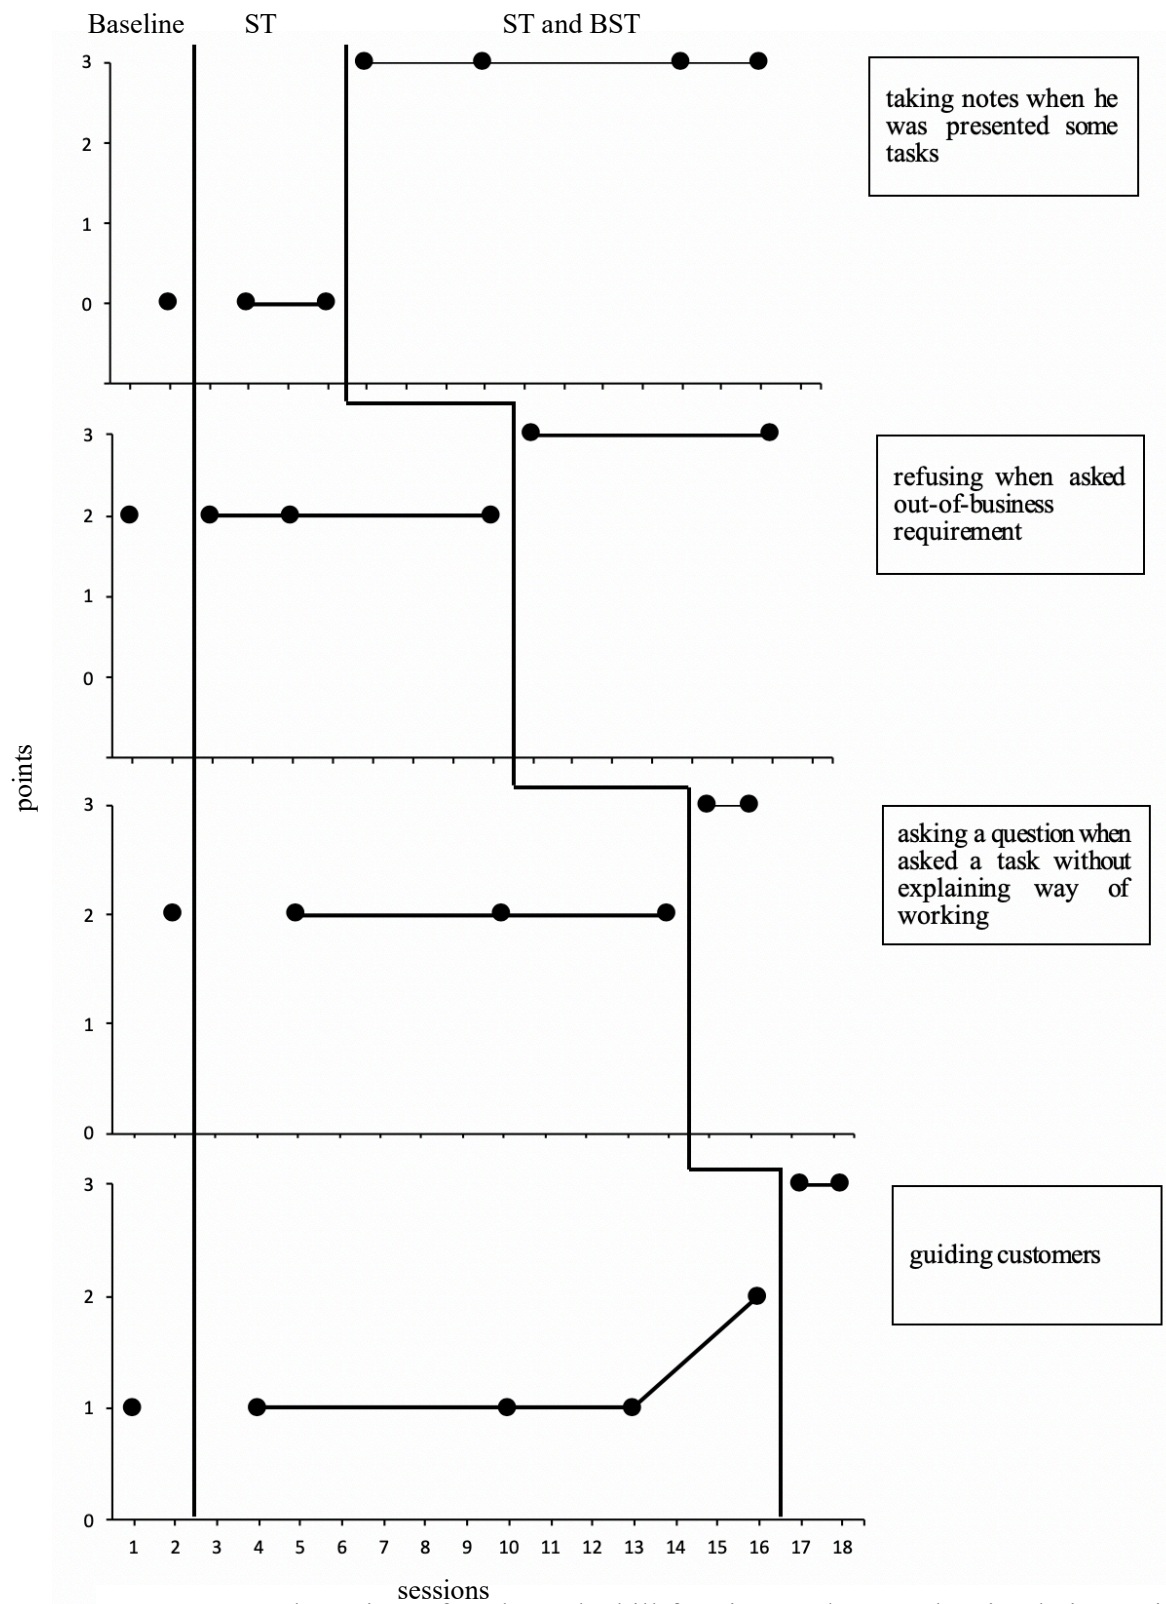 Baseline ST ST and BST
3
2
1
0
taking notes when he
was presented some
tasks
3
2
1
0
refusing when asked
out-of-business
requirement
points
3
2
1
0
asking a question when
asked a task without
explaining way of
working
3
2
1
0
guiding customers
1 2 3 4 5 6 7 8 9 10 11 12 13 14 15 16 17 18
sessions